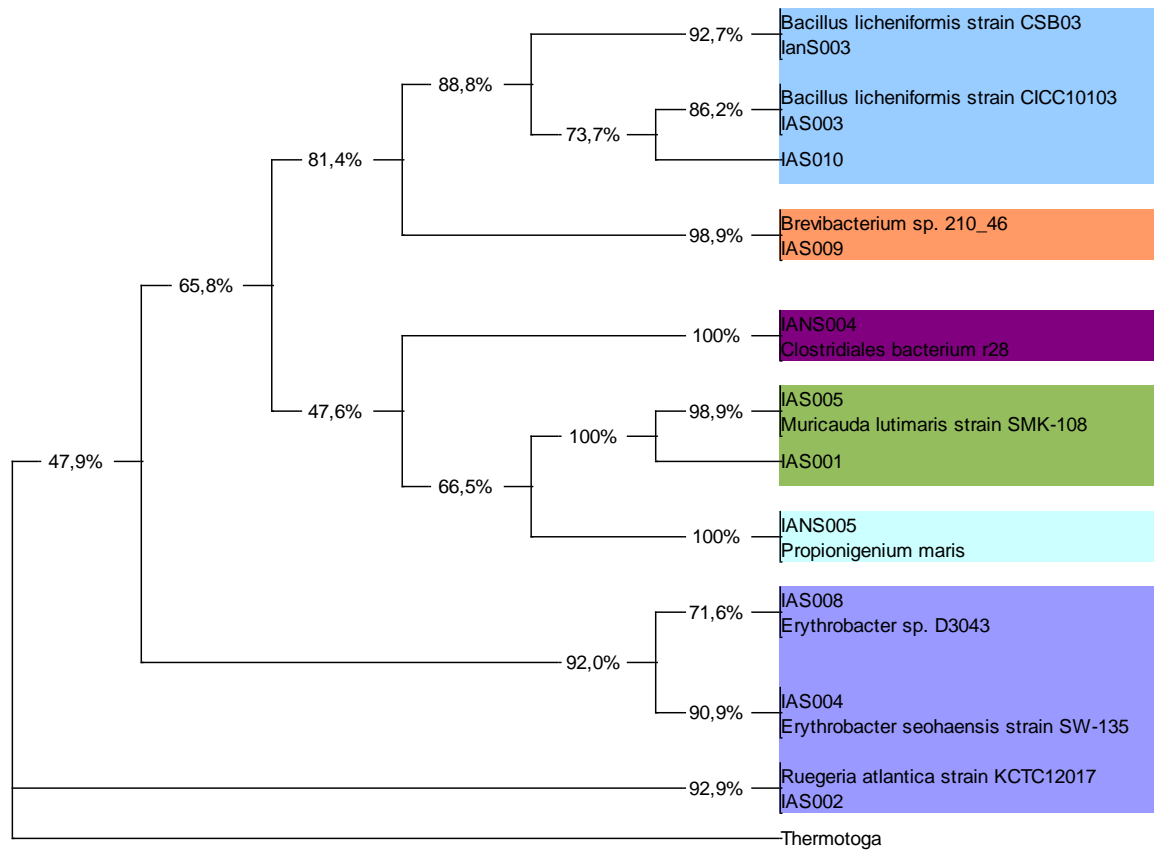 92,7%
Bacillus licheniformis strain CSB03
IanS003
88,8%
86,2%
Bacillus licheniformis strain CICC10103
IAS003
73,7%
IAS010
81,4%
98,9%
Brevibacterium sp. 210_46
IAS009
65,8%
100%
IANS004
Clostridiales bacterium r28
47,6%
98,9%
IAS005
Muricauda lutimaris strain SMK-108
100%
IAS001
47,9%
66,5%
100%
IANS005
Propionigenium maris
71,6%
IAS008
Erythrobacter sp. D3043
92,0%
90,9%
IAS004
Erythrobacter seohaensis strain SW-135
92,9%
Ruegeria atlantica strain KCTC12017
IAS002
Thermotoga